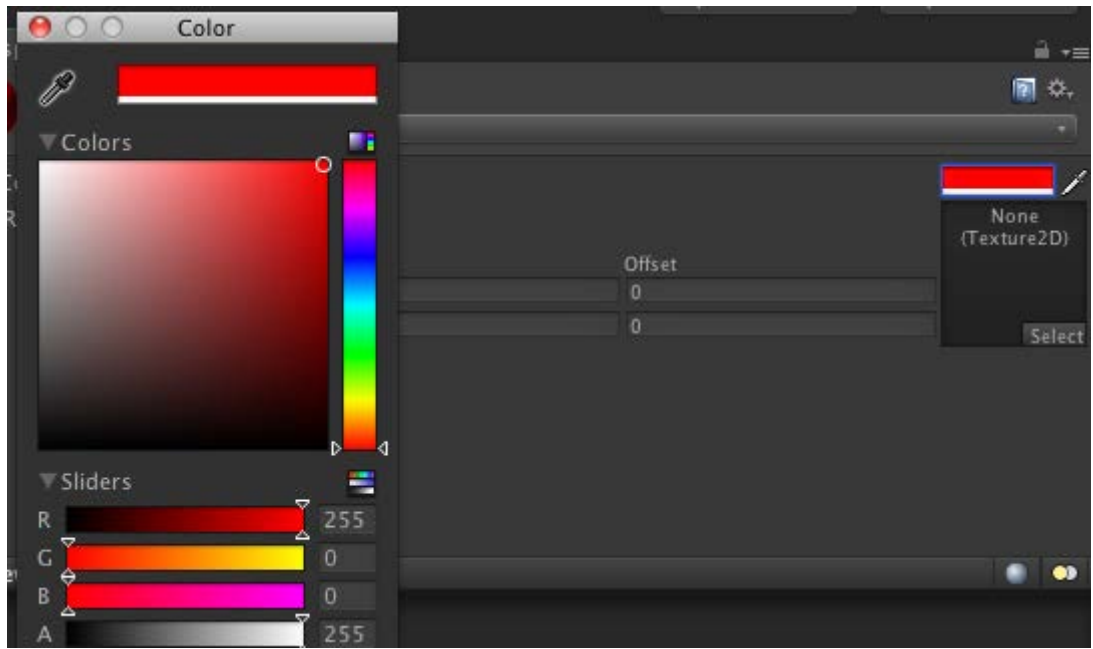 Color
Colors
None
(Texture2D)
Offset
0
0
Select
Sliders
R 255
G 0
B 0
A 255